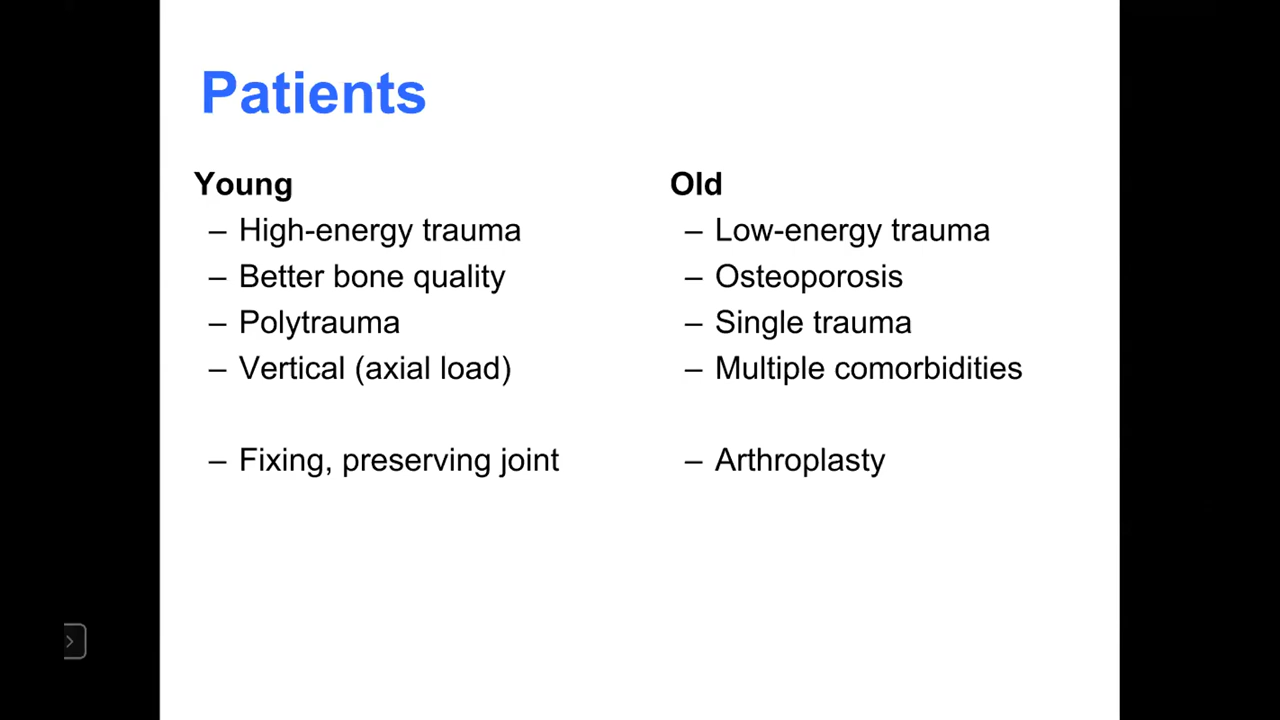 Patients
Young
– High-energy trauma
– Better bone quality
– Polytrauma
– Vertical (axial load)
– Fixing, preserving joint
Old
– Low-energy trauma
– Osteoporosis
– Single trauma
– Multiple comorbidities
– Arthroplasty